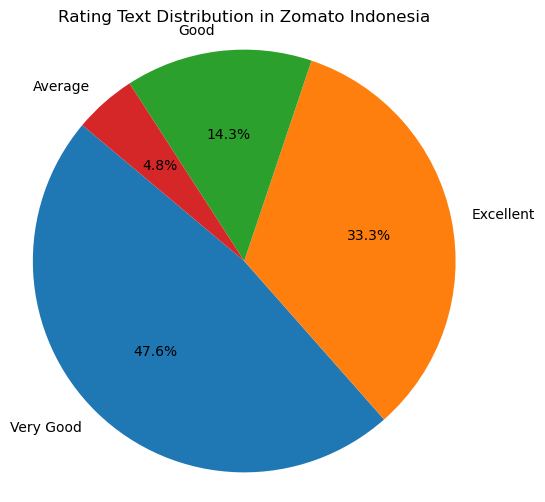 Rating Text Distribution in Zomato Indonesia
Good
Average
14.3%
4.8%
Excellent
33.3%
47.6%
Very Good